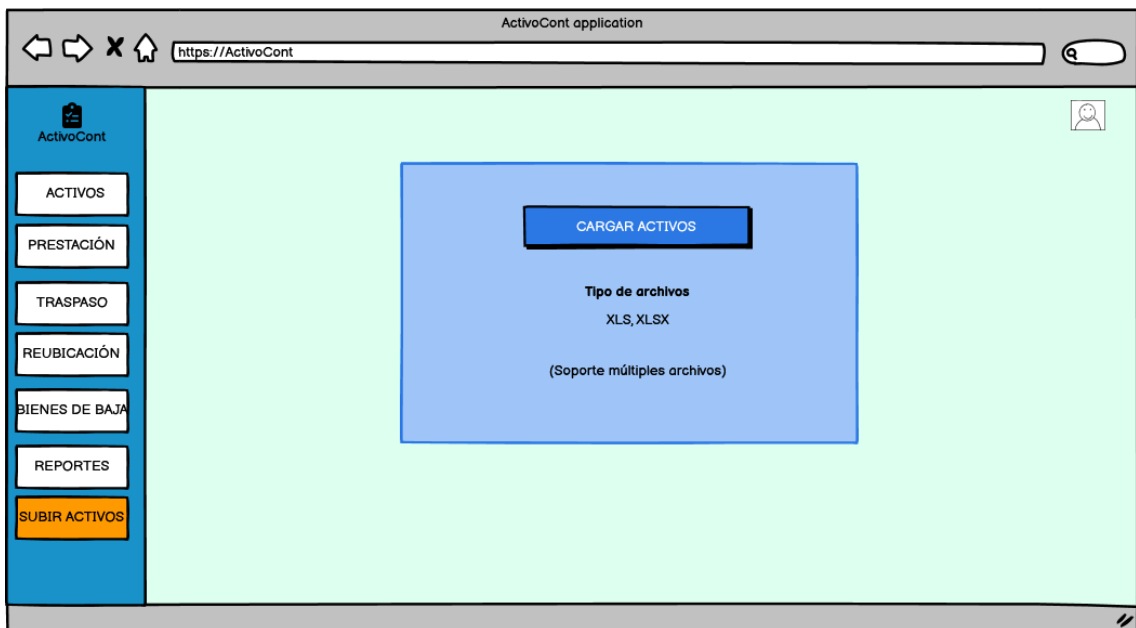 ActivoCont application
https://ActivoCont
ActivoCont
ACTIVOS
PRESTACIÓN
TRASPASO
REUBICACIÓN
BIENES DE BAJA
REPORTES
SUBIR ACTIVOS
CARGAR ACTIVOS
Tipo de archivos
XLS, XLSX
(Soporte múltiples archivos)